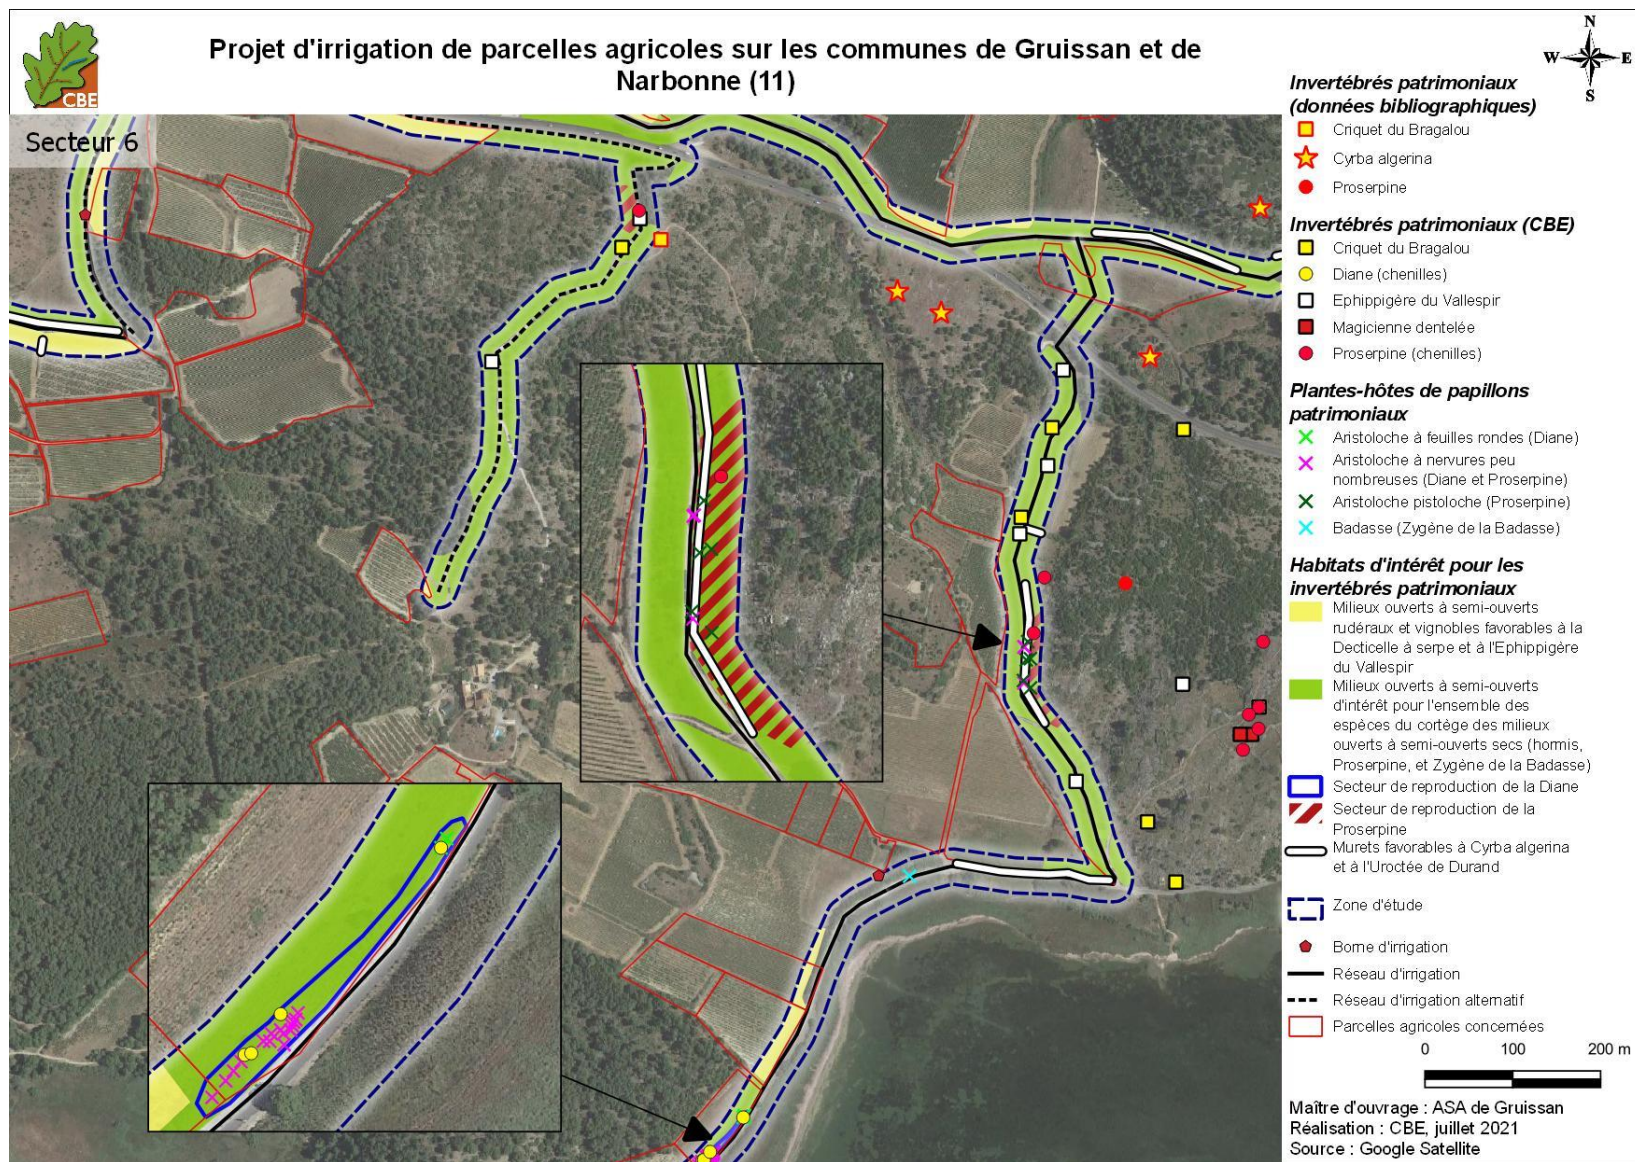 Projet d'irrigation de parcelles agricoles sur les communes de Gruissan et de
Narbonne (11)
CBE
N
W E
S
Secteur 6
Invertébrés patrimoniaux
(données bibliographiques)
Criquet du Bragalou
Cyrba algerina
Proserpine
Invertébrés patrimoniaux (CBE)
Criquet du Bragalou
Diane (chenilles)
Ephippigère du Vallespir
Magicienne dentelée
Proserpine (chenilles)
Plantes-hôtes de papillons
patrimoniaux
Aristoloche à feuilles rondes (Diane)
Aristoloche à nervures peu
nombreuses (Diane et Proserpine)
Aristoloche pistoloche (Proserpine)
Badasse (Zygène de la Badasse)
Habitats d'intérêt pour les
invertébrés patrimoniaux
Milieux ouverts à semi-ouverts
rudéraux et vignobles favorables à la
Decticelle à serpe et à l'Ephippigère
du Vallespir
Milieux ouverts à semi-ouverts
d'intérêt pour l'ensemble des
espèces du cortège des milieux
ouverts à semi-ouverts secs (hormis,
Proserpine, et Zygène de la Badasse)
Secteur de reproduction de la Diane
Secteur de reproduction de la
Proserpine
Murets favorables à Cyrba algerina
et à l'Uroctée de Durand
Zone d'étude
Borne d'irrigation
Réseau d'irrigation
Réseau d'irrigation alternatif
Parcelles agricoles concernées
0 100 200 m
Maître d'ouvrage : ASA de Gruissan
Réalisation : CBE, juillet 2021
Source : Google Satellite